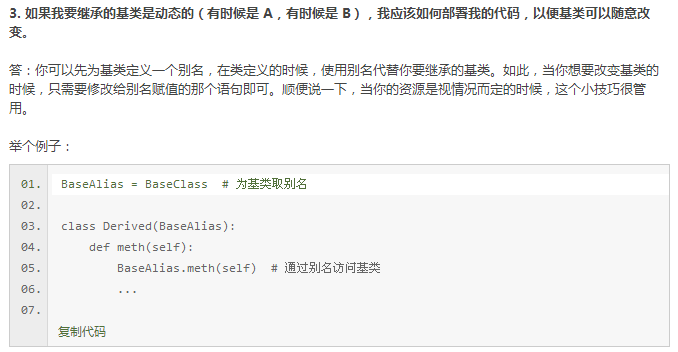 3. 如果我要继承的基类是动态的（有时候是 A，有时候是 B），我应该如何部署我的代码，以便基类可以随意改
变。
答：你可以先为基类定义一个别名，在类定义的时候，使用别名代替你要继承的基类。如此，当你想要改变基类的
时候，只需要修改给别名赋值的那个语句即可。顺便说一下，当你的资源是视情况而定的时候，这个小技巧很管
用。
举个例子：
01. BaseAlias = BaseClass  # 为基类取别名
02.
03. class Derived(BaseAlias):
04.     def meth(self):
05.         BaseAlias.meth(self)  # 通过别名访问基类
06.         ...
07.
复制代码